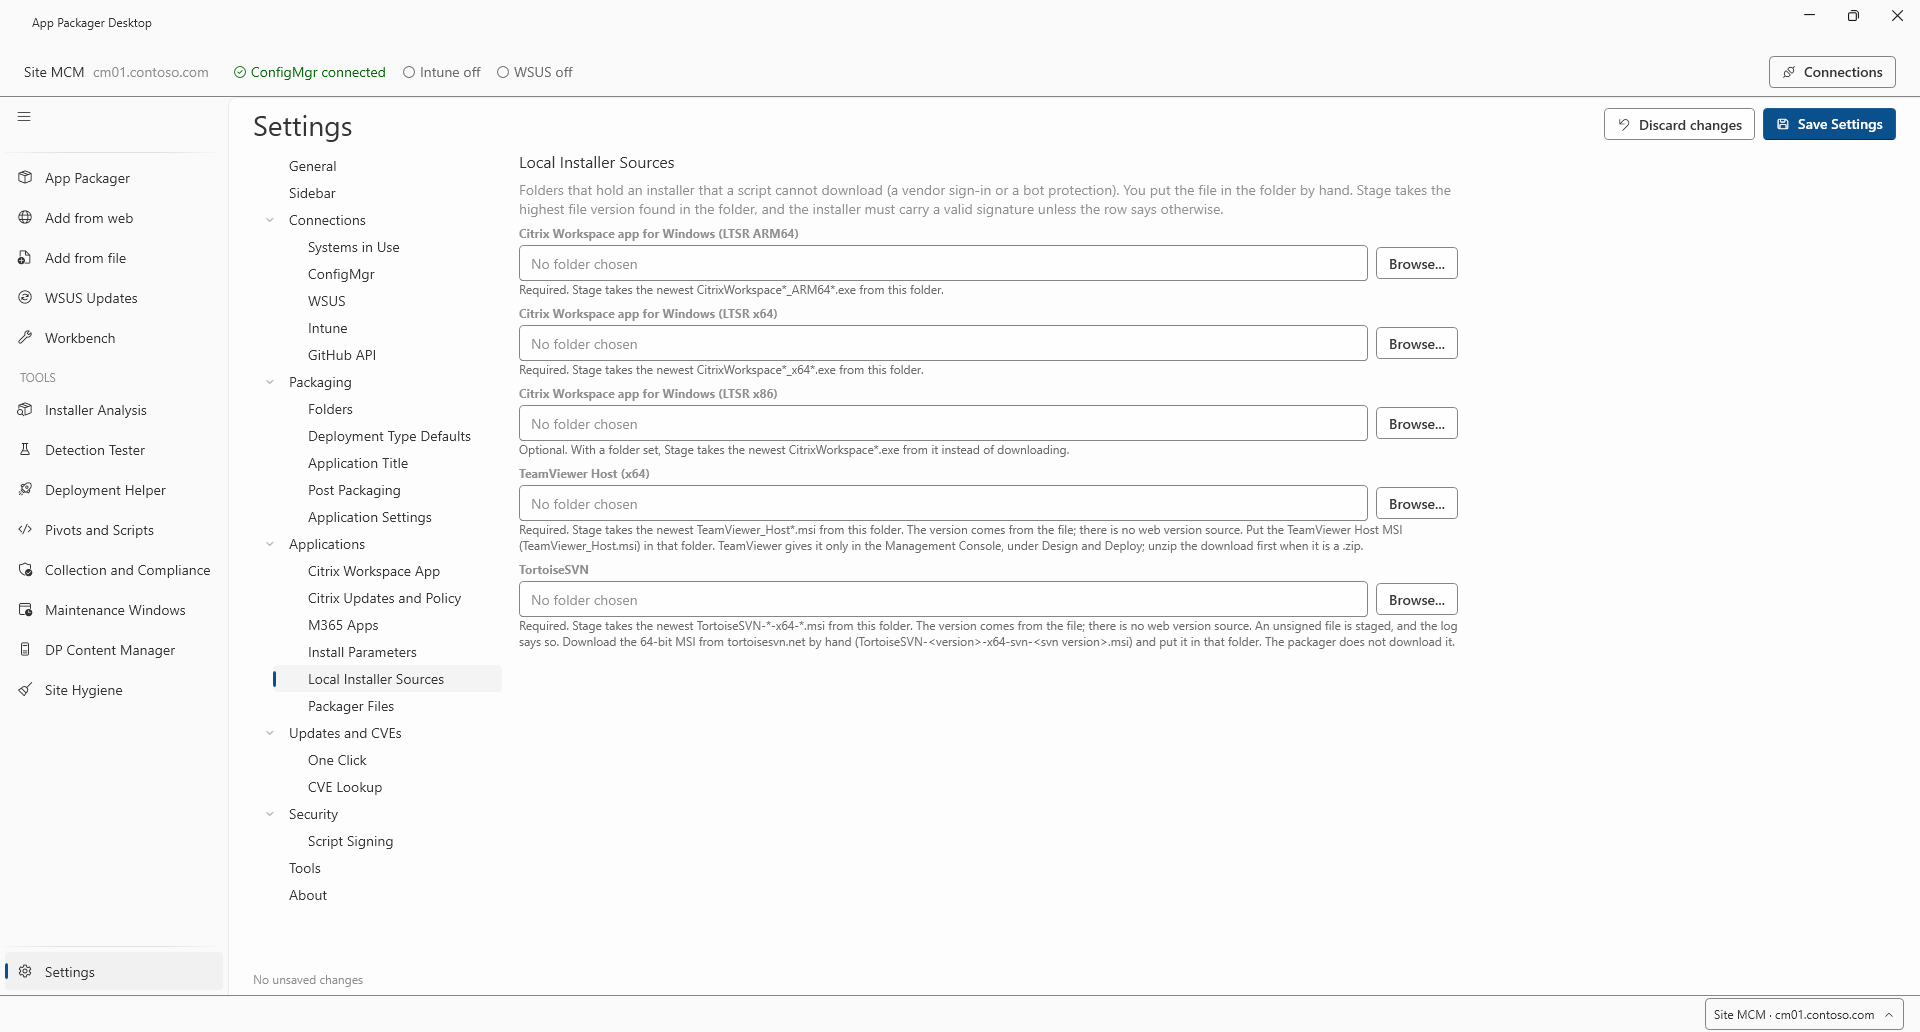 App Packager Desktop
Site MCM cm01.contoso.com ConfigMgr connected Intune off WSUS off Connections
Settings
Discard changes
Save Settings
App Packager
Add from web
Add from file
WSUS Updates
Workbench
TOOLS
Installer Analysis
Detection Tester
Deployment Helper
Pivots and Scripts
Collection and Compliance
Maintenance Windows
DP Content Manager
Site Hygiene
Settings
General
Sidebar
Connections
Systems in Use
ConfigMgr
WSUS
Intune
GitHub API
Packaging
Folders
Deployment Type Defaults
Application Title
Post Packaging
Application Settings
Applications
Citrix Workspace App
Citrix Updates and Policy
M365 Apps
Install Parameters
Local Installer Sources
Packager Files
Updates and CVEs
One Click
CVE Lookup
Security
Script Signing
Tools
About
No unsaved changes
Local Installer Sources
Folders that hold an installer that a script cannot download (a vendor sign-in or a bot protection). You put the file in the folder by hand. Stage takes the
highest file version found in the folder, and the installer must carry a valid signature unless the row says otherwise.
Citrix Workspace app for Windows (LTSR ARM64)
No folder chosen Browse...
Required. Stage takes the newest CitrixWorkspace*_ARM64*.exe from this folder.
Citrix Workspace app for Windows (LTSR x64)
No folder chosen Browse...
Required. Stage takes the newest CitrixWorkspace*_x64*.exe from this folder.
Citrix Workspace app for Windows (LTSR x86)
No folder chosen Browse...
Optional. With a folder set, Stage takes the newest CitrixWorkspace*.exe from it instead of downloading.
TeamViewer Host (x64)
No folder chosen Browse...
Required. Stage takes the newest TeamViewer_Host*.msi from this folder. The version comes from the file; there is no web version source. Put the TeamViewer Host MSI
(TeamViewer_Host.msi) in that folder. TeamViewer gives it only in the Management Console, under Design and Deploy; unzip the download first when it is a .zip.
TortoiseSVN
No folder chosen Browse...
Required. Stage takes the newest TortoiseSVN-*-x64-*.msi from this folder. The version comes from the file; there is no web version source. An unsigned file is staged, and the log
says so. Download the 64-bit MSI from tortoisesvn.net by hand (TortoiseSVN-<version>-x64-svn-<svn version>.msi) and put it in that folder. The packager does not download it.
Site MCM · cm01.contoso.com